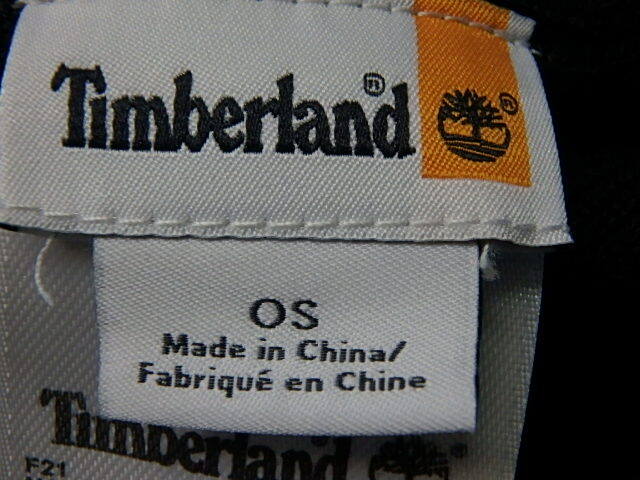 Timberland®
OS
Made in China/
Fabriqué en Chine
Timberland
F21